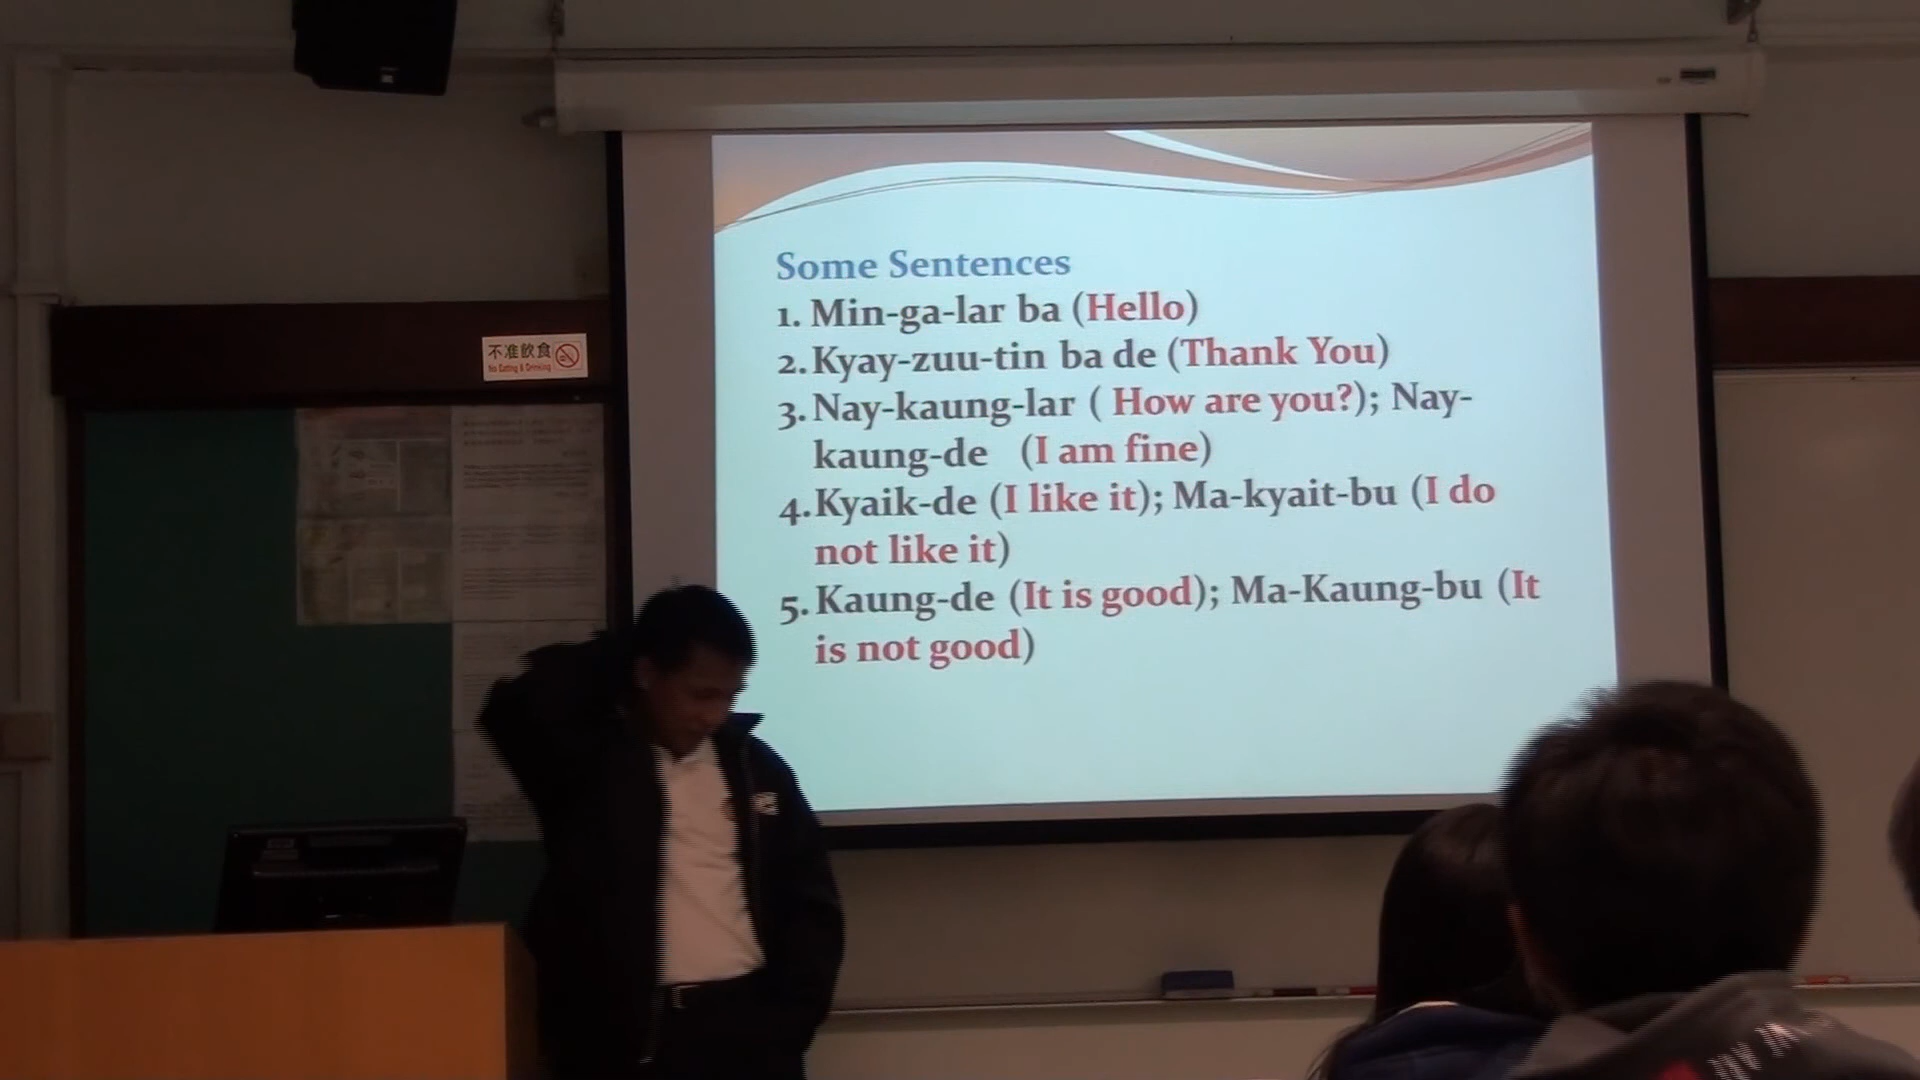 Some Sentences
1. Min-ga-lar ba (Hello)
2. Kyay-zuu-tin ba de (Thank You)
3. Nay-kaung-lar ( How are you?); Nay-
kaung-de (I am fine)
4. Kyaik-de (I like it); Ma-kyait-bu (I do
not like it)
5. Kaung-de (It is good); Ma-Kaung-bu (It
is not good)
不准飲食
No Eating & Drinking